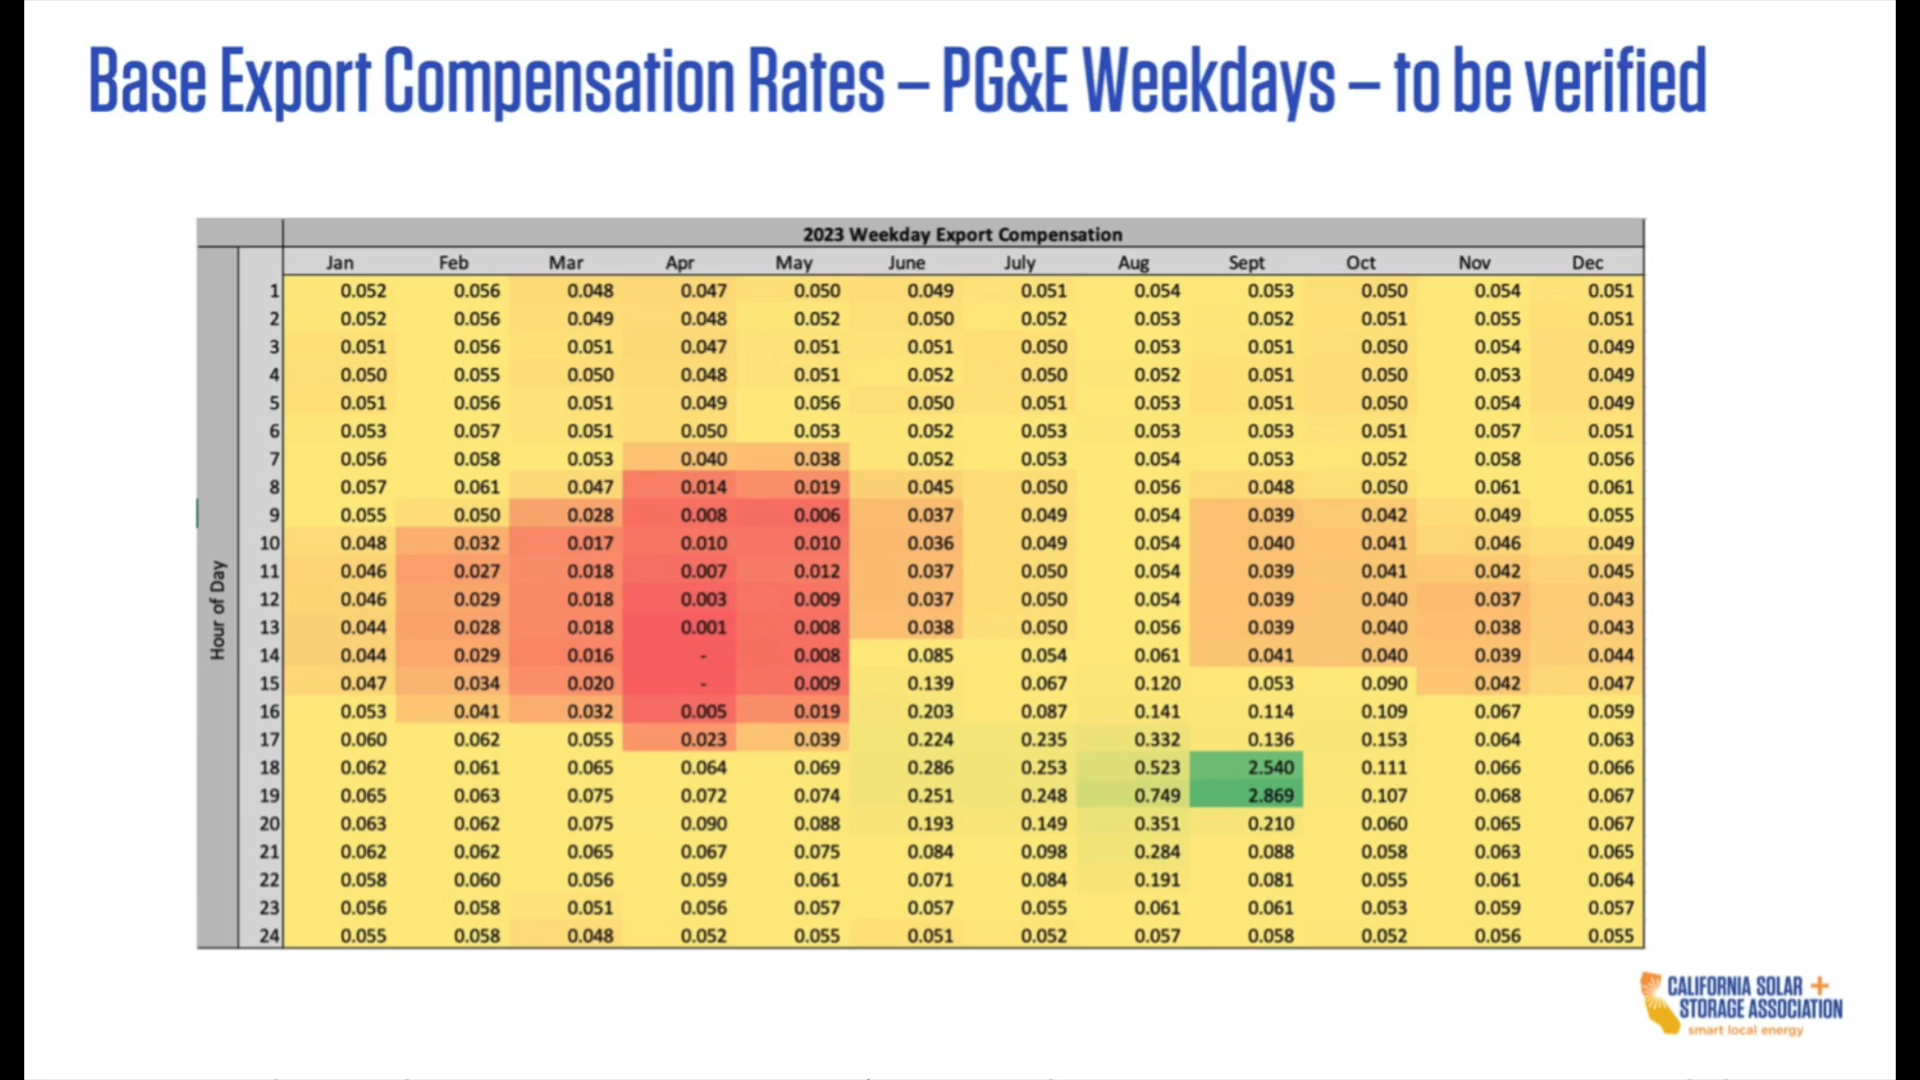 Base Export Compensation Rates – PG&E Weekdays – to be verified
2023 Weekday Export Compensation
Jan Feb Mar Apr May June July Aug Sept Oct Nov Dec
Hour of Day
1 0.052 0.056 0.048 0.047 0.050 0.049 0.051 0.054 0.053 0.050 0.054 0.051
2 0.052 0.056 0.049 0.048 0.052 0.050 0.052 0.053 0.052 0.051 0.055 0.051
3 0.051 0.056 0.051 0.047 0.051 0.051 0.050 0.053 0.051 0.050 0.054 0.049
4 0.050 0.055 0.050 0.048 0.051 0.052 0.050 0.052 0.051 0.050 0.053 0.049
5 0.051 0.056 0.051 0.049 0.056 0.050 0.051 0.053 0.051 0.050 0.054 0.049
6 0.053 0.057 0.051 0.050 0.053 0.052 0.053 0.053 0.053 0.051 0.057 0.051
7 0.056 0.058 0.053 0.040 0.038 0.052 0.053 0.054 0.053 0.052 0.058 0.056
8 0.057 0.061 0.047 0.014 0.019 0.045 0.050 0.056 0.048 0.050 0.061 0.061
9 0.055 0.050 0.028 0.008 0.006 0.037 0.049 0.054 0.039 0.042 0.049 0.055
10 0.048 0.032 0.017 0.010 0.010 0.036 0.049 0.054 0.040 0.041 0.046 0.049
11 0.046 0.027 0.018 0.007 0.012 0.037 0.050 0.054 0.039 0.041 0.042 0.045
12 0.046 0.029 0.018 0.003 0.009 0.037 0.050 0.054 0.039 0.040 0.037 0.043
13 0.044 0.028 0.018 0.001 0.008 0.038 0.050 0.056 0.039 0.040 0.038 0.043
14 0.044 0.029 0.016 - 0.008 0.085 0.054 0.061 0.041 0.040 0.039 0.044
15 0.047 0.034 0.020 - 0.009 0.139 0.067 0.120 0.053 0.090 0.042 0.047
16 0.053 0.041 0.032 0.005 0.019 0.203 0.087 0.141 0.114 0.109 0.067 0.059
17 0.060 0.062 0.055 0.023 0.039 0.224 0.235 0.332 0.136 0.153 0.064 0.063
18 0.062 0.061 0.065 0.064 0.069 0.286 0.253 0.523 2.540 0.111 0.066 0.066
19 0.065 0.063 0.075 0.072 0.074 0.251 0.248 0.749 2.869 0.107 0.068 0.067
20 0.063 0.062 0.075 0.090 0.088 0.193 0.149 0.351 0.210 0.060 0.065 0.067
21 0.062 0.062 0.065 0.067 0.075 0.084 0.098 0.284 0.088 0.058 0.063 0.065
22 0.058 0.060 0.056 0.059 0.061 0.071 0.084 0.191 0.081 0.055 0.061 0.064
23 0.056 0.058 0.051 0.056 0.057 0.057 0.055 0.061 0.061 0.053 0.059 0.057
24 0.055 0.058 0.048 0.052 0.055 0.051 0.052 0.057 0.058 0.052 0.056 0.055
CALIFORNIA SOLAR +
STORAGE ASSOCIATION
smart local energy